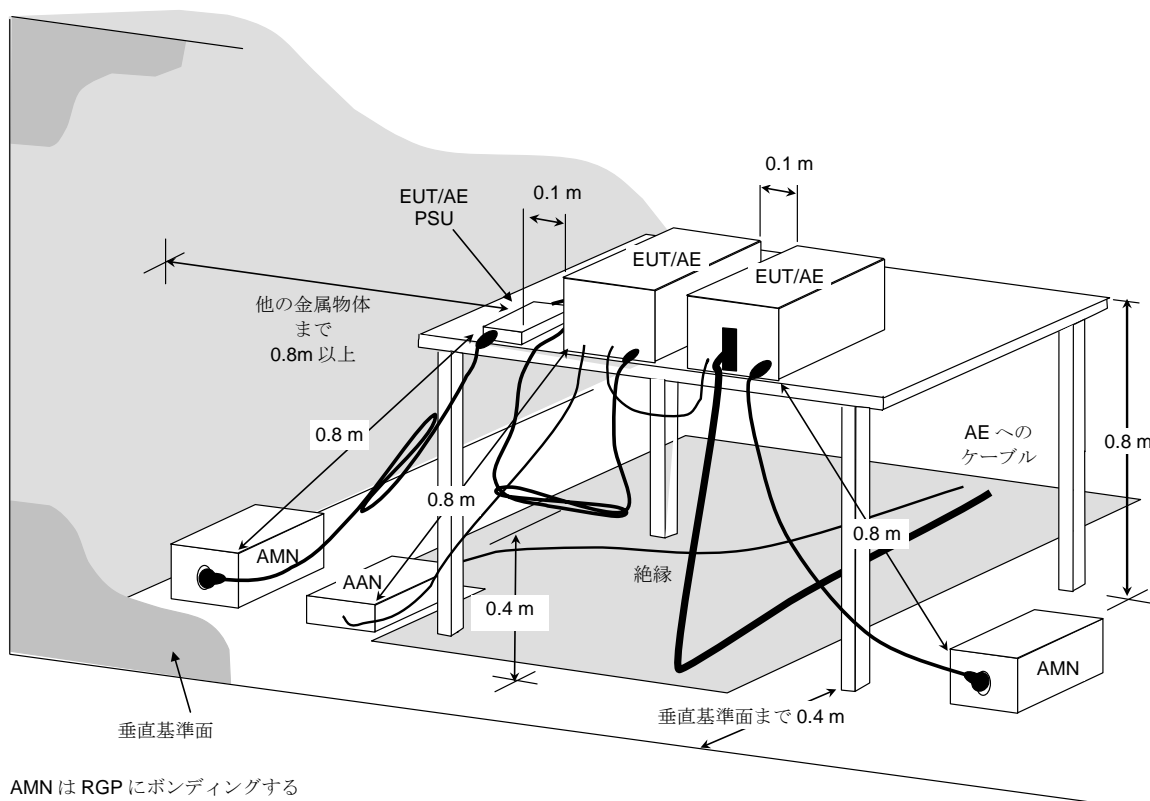 0.1 m
EUT/AE
PSU
0.1 m
EUT/AE
EUT/AE
他の金属物体
まで
0.8m 以上
0.8 m
0.8 m
AE への
ケーブル
0.8 m
0.8 m
AMN
AAN
絶縁
0.4 m
AMN
垂直基準面
垂直基準面まで 0.4 m
AMN は RGP にボンディングする